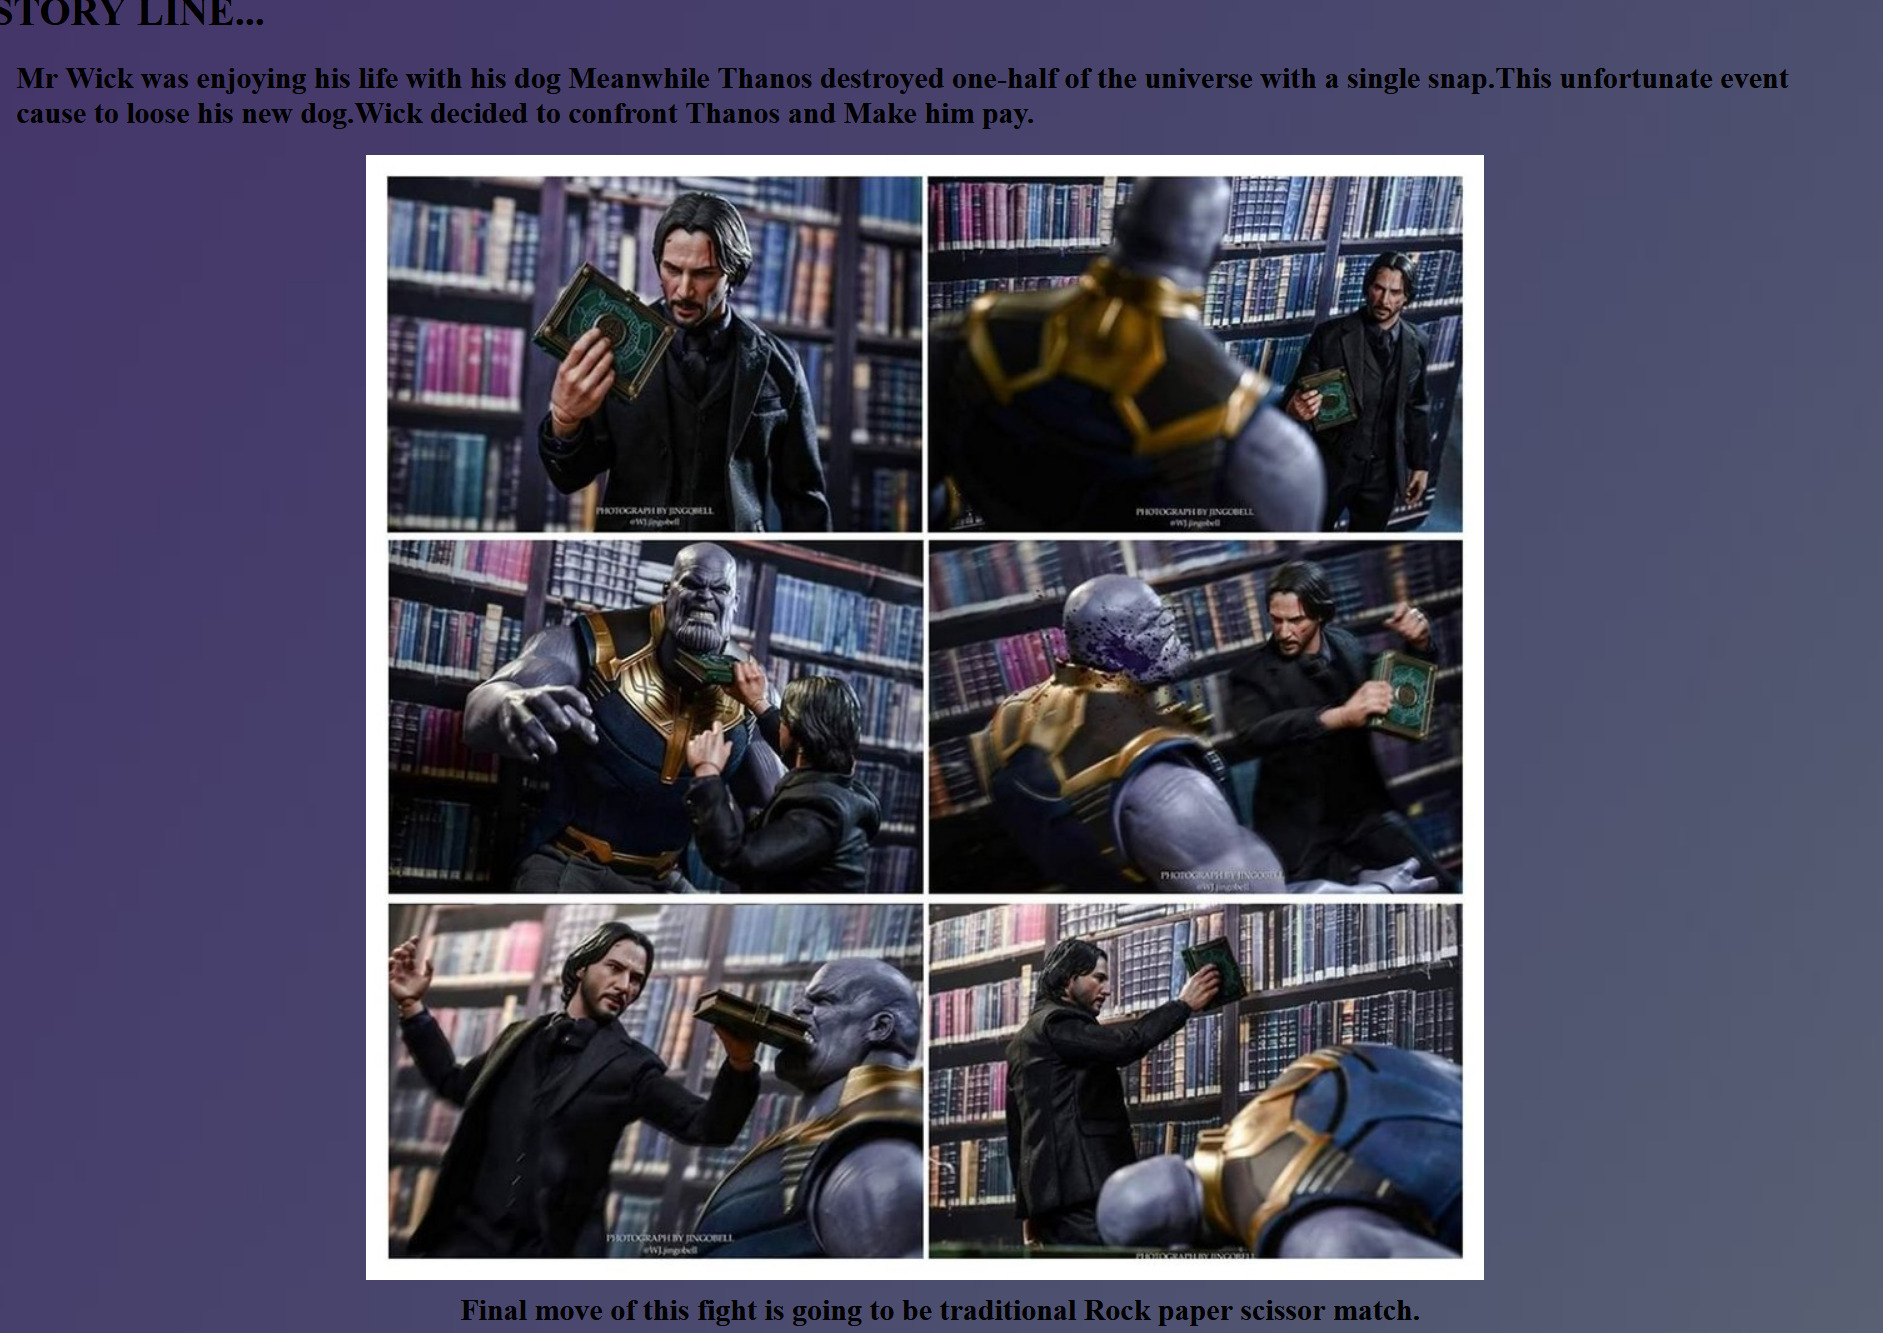 STORY LINE...
Mr Wick was enjoying his life with his dog Meanwhile Thanos destroyed one-half of the universe with a single snap.This unfortunate event
cause to loose his new dog.Wick decided to confront Thanos and Make him pay.
PHOTOGRAPH BY JINGOBELL
@WJ.jingobell
PHOTOGRAPH BY JINGOBELL
@WJ.jingobell
PHOTOGRAPH BY JINGOBELL
@WJ.jingobell
PHOTOGRAPH BY JINGOBELL
@WJ.jingobell
PHOTOGRAPH BY JINGOBELL
Final move of this fight is going to be traditional Rock paper scissor match.